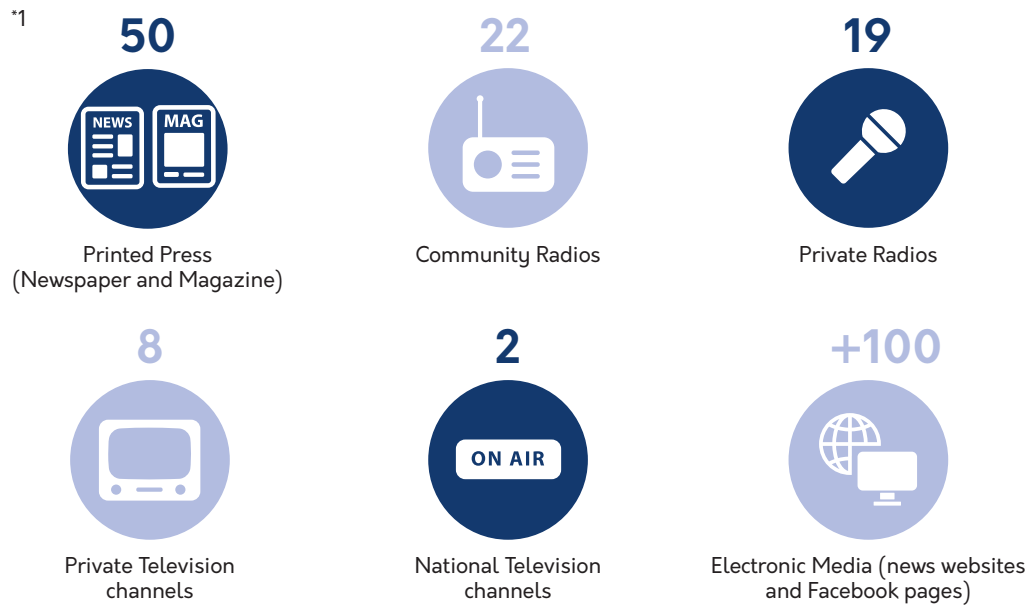 *1
50
NEWS
MAG
Printed Press
(Newspaper and Magazine)
22
Community Radios
19
Private Radios
8
Private Television
channels
2
ON AIR
National Television
channels
+100
Electronic Media (news websites
and Facebook pages)